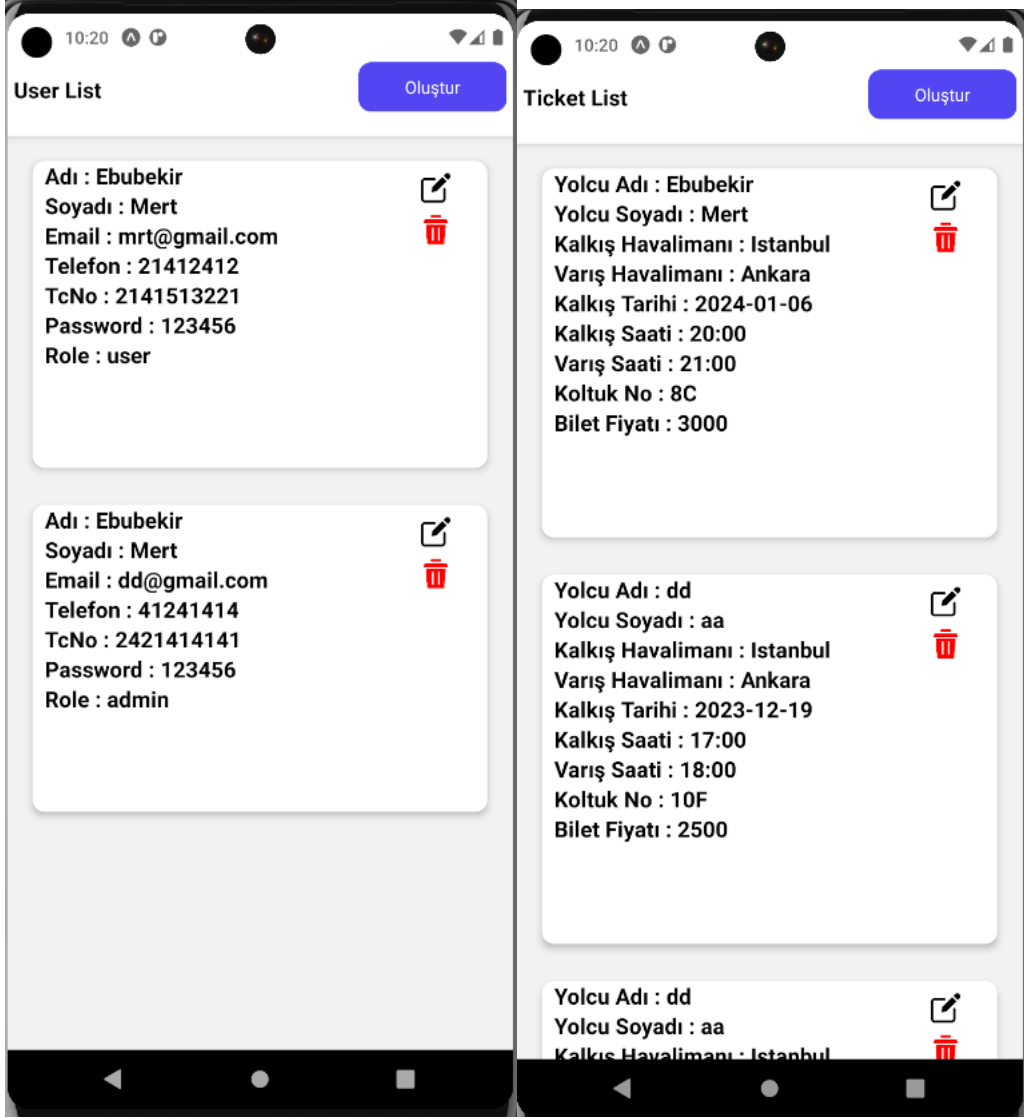 10:20
User List
Oluştur
Adı : Ebubekir
Soyadı : Mert
Email : mrt@gmail.com
Telefon : 21412412
TcNo : 2141513221
Password : 123456
Role : user
Adı : Ebubekir
Soyadı : Mert
Email : dd@gmail.com
Telefon : 41241414
TcNo : 2421414141
Password : 123456
Role : admin
10:20
Ticket List
Oluştur
Yolcu Adı : Ebubekir
Yolcu Soyadı : Mert
Kalkış Havalimanı : Istanbul
Varış Havalimanı : Ankara
Kalkış Tarihi : 2024-01-06
Kalkış Saati : 20:00
Varış Saati : 21:00
Koltuk No : 8C
Bilet Fiyatı : 3000
Yolcu Adı : dd
Yolcu Soyadı : aa
Kalkış Havalimanı : Istanbul
Varış Havalimanı : Ankara
Kalkış Tarihi : 2023-12-19
Kalkış Saati : 17:00
Varış Saati : 18:00
Koltuk No : 10F
Bilet Fiyatı : 2500
Yolcu Adı : dd
Yolcu Soyadı : aa
Kalkış Havalimanı : Istanbul